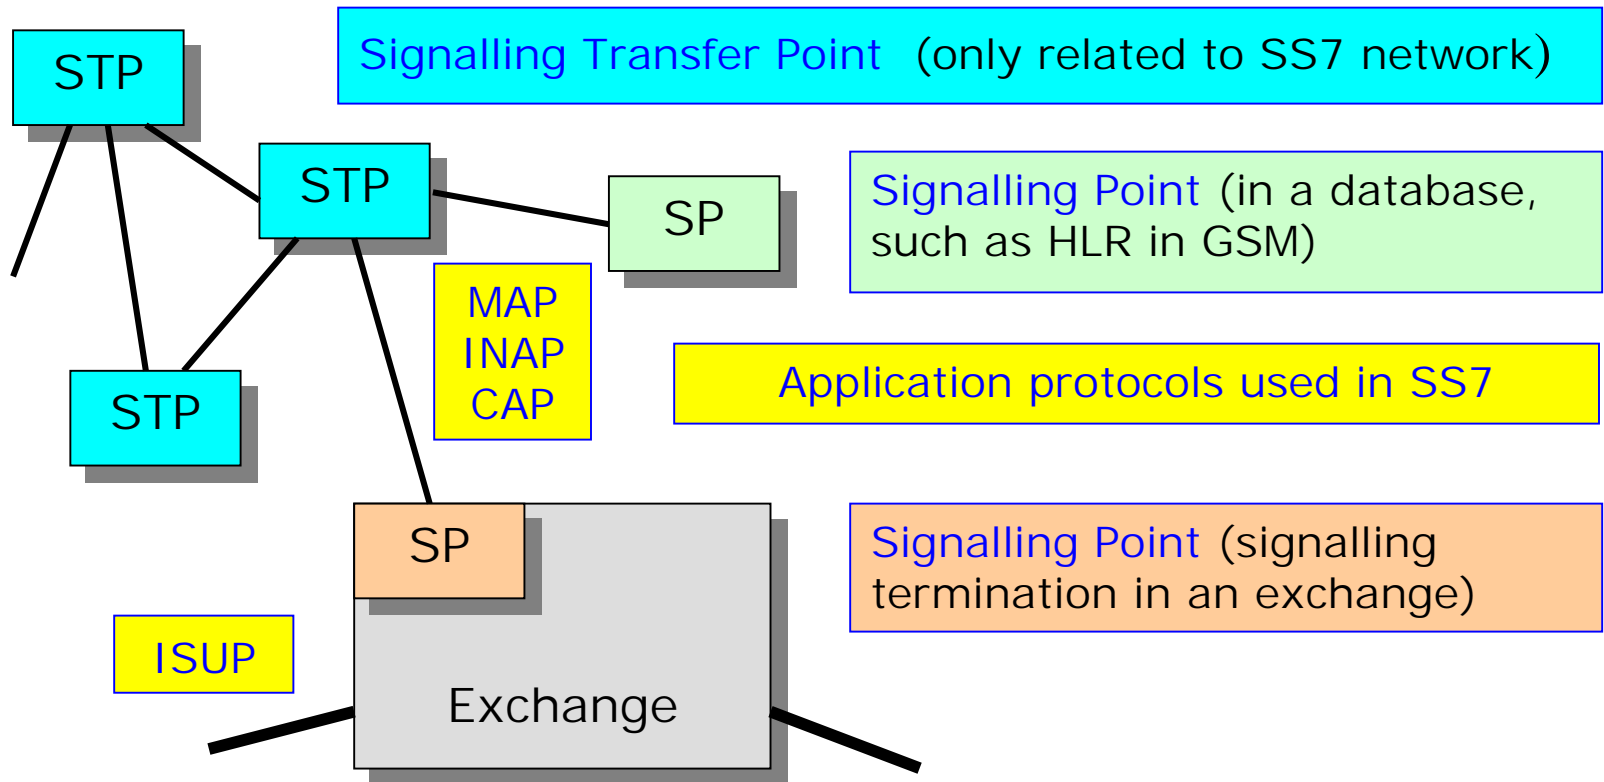 STP
Signalling Transfer Point (only related to SS7 network)
STP
SP
Signalling Point (in a database,
such as HLR in GSM)
MAP
INAP
CAP
Application protocols used in SS7
STP
SP
Signalling Point (signalling
termination in an exchange)
ISUP
Exchange